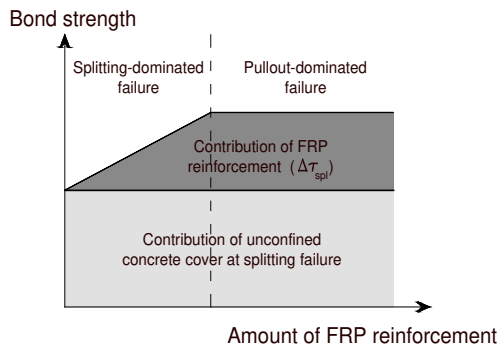 Bond strength
Splitting-dominated
failure
Pullout-dominated
failure
Contribution of FRP
reinforcement (Δτspl)
Contribution of unconfined
concrete cover at splitting failure
Amount of FRP reinforcement